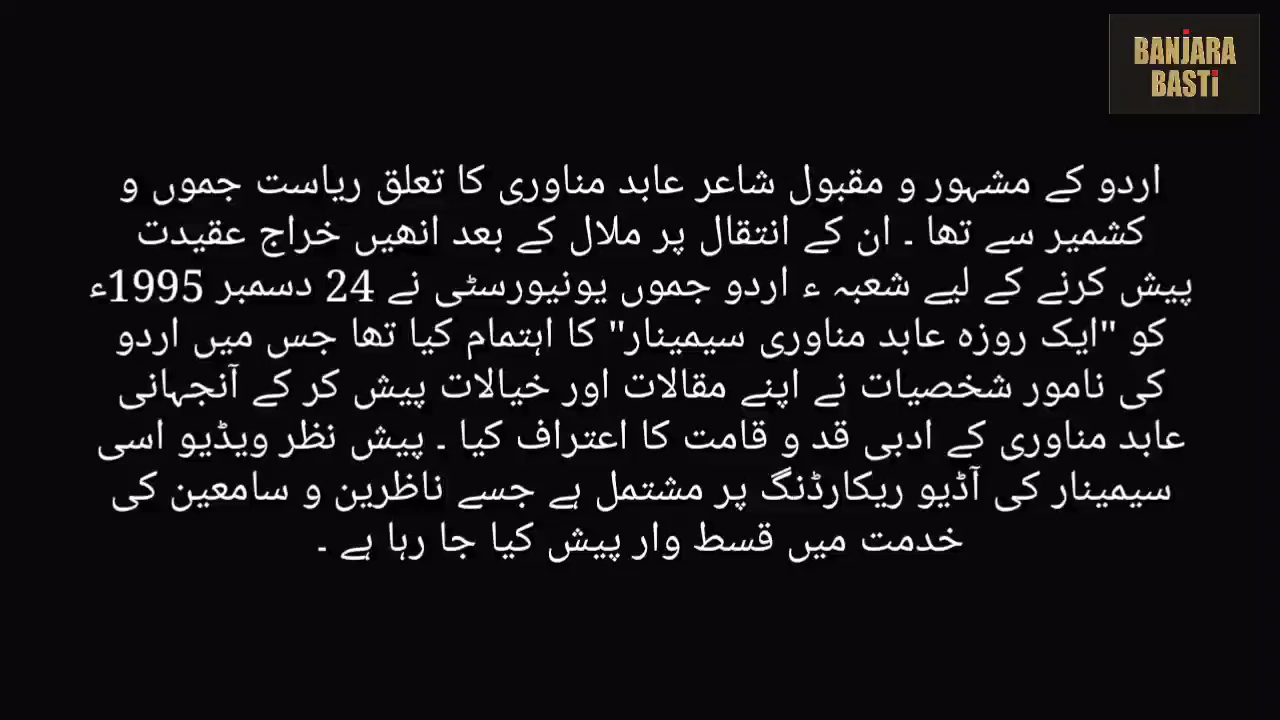 BANJARA
BASTi
اردو کے مشہور و مقبول شاعر عابد مناوری کا تعلق ریاست جموں و
کشمیر سے تھا ۔ ان کے انتقال پر ملال کے بعد انھیں خراج عقیدت
پیش کرنے کے لیے شعبہ ء اردو جموں یونیورسٹی نے 24 دسمبر 1995ء
کو "ایک روزہ عابد مناوری سیمینار" کا اہتمام کیا تھا جس میں اردو
کی نامور شخصیات نے اپنے مقالات اور خیالات پیش کر کے آنجہانی
عابد مناوری کے ادبی قد و قامت کا اعتراف کیا ۔ پیش نظر ویڈیو اسی
سیمینار کی آڈیو ریکارڈنگ پر مشتمل ہے جسے ناظرین و سامعین کی
خدمت میں قسط وار پیش کیا جا رہا ہے ۔